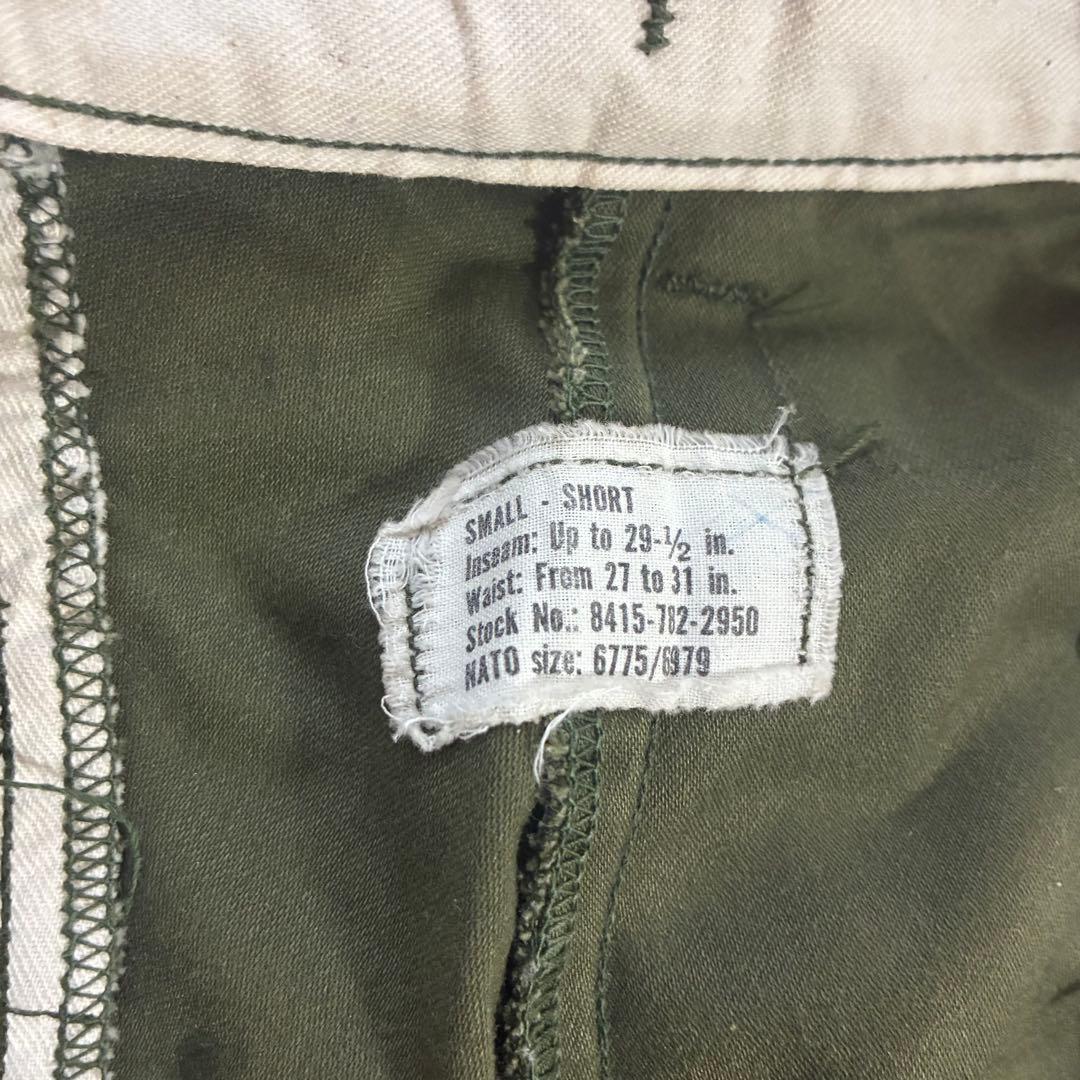 SMALL - SHORT
Inseam: Up to 29-½ in.
Waist: From 27 to 31 in.
Stock No.: 8415-782-2950
NATO size: 6775/6979